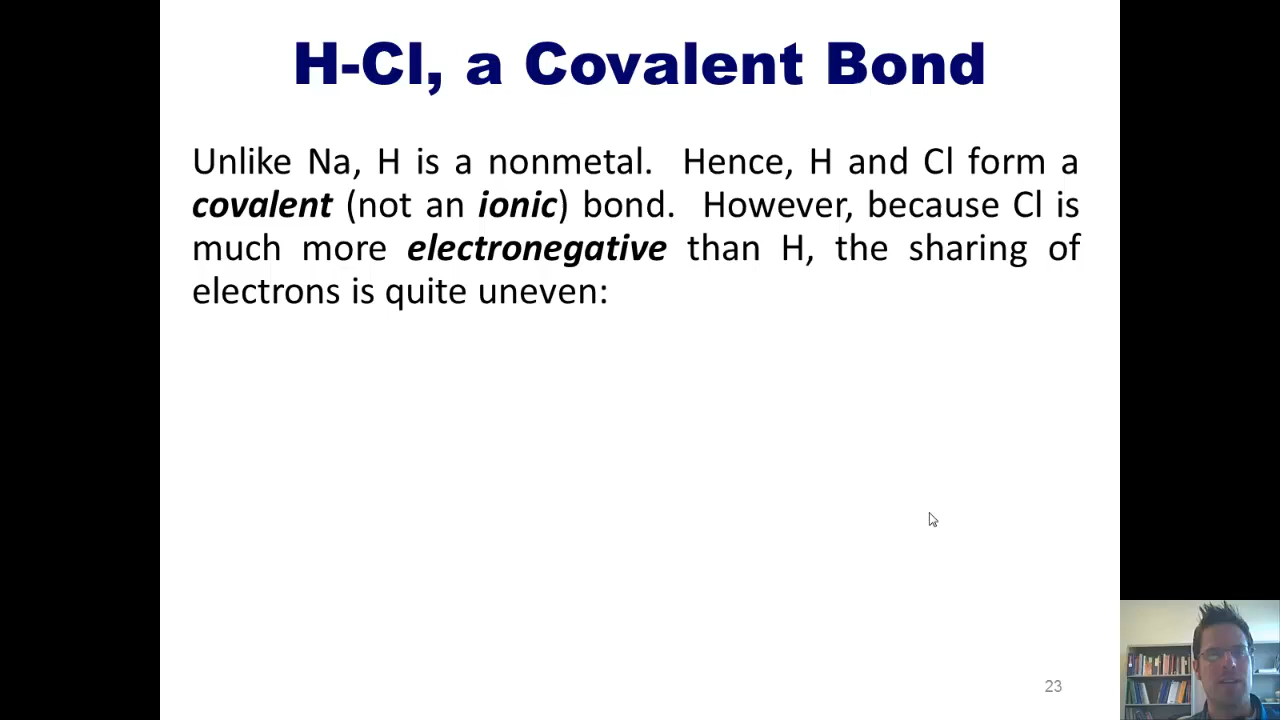 H-Cl, a Covalent Bond
Unlike Na, H is a nonmetal. Hence, H and Cl form a
covalent (not an ionic) bond. However, because Cl is
much more electronegative than H, the sharing of
electrons is quite uneven:
23